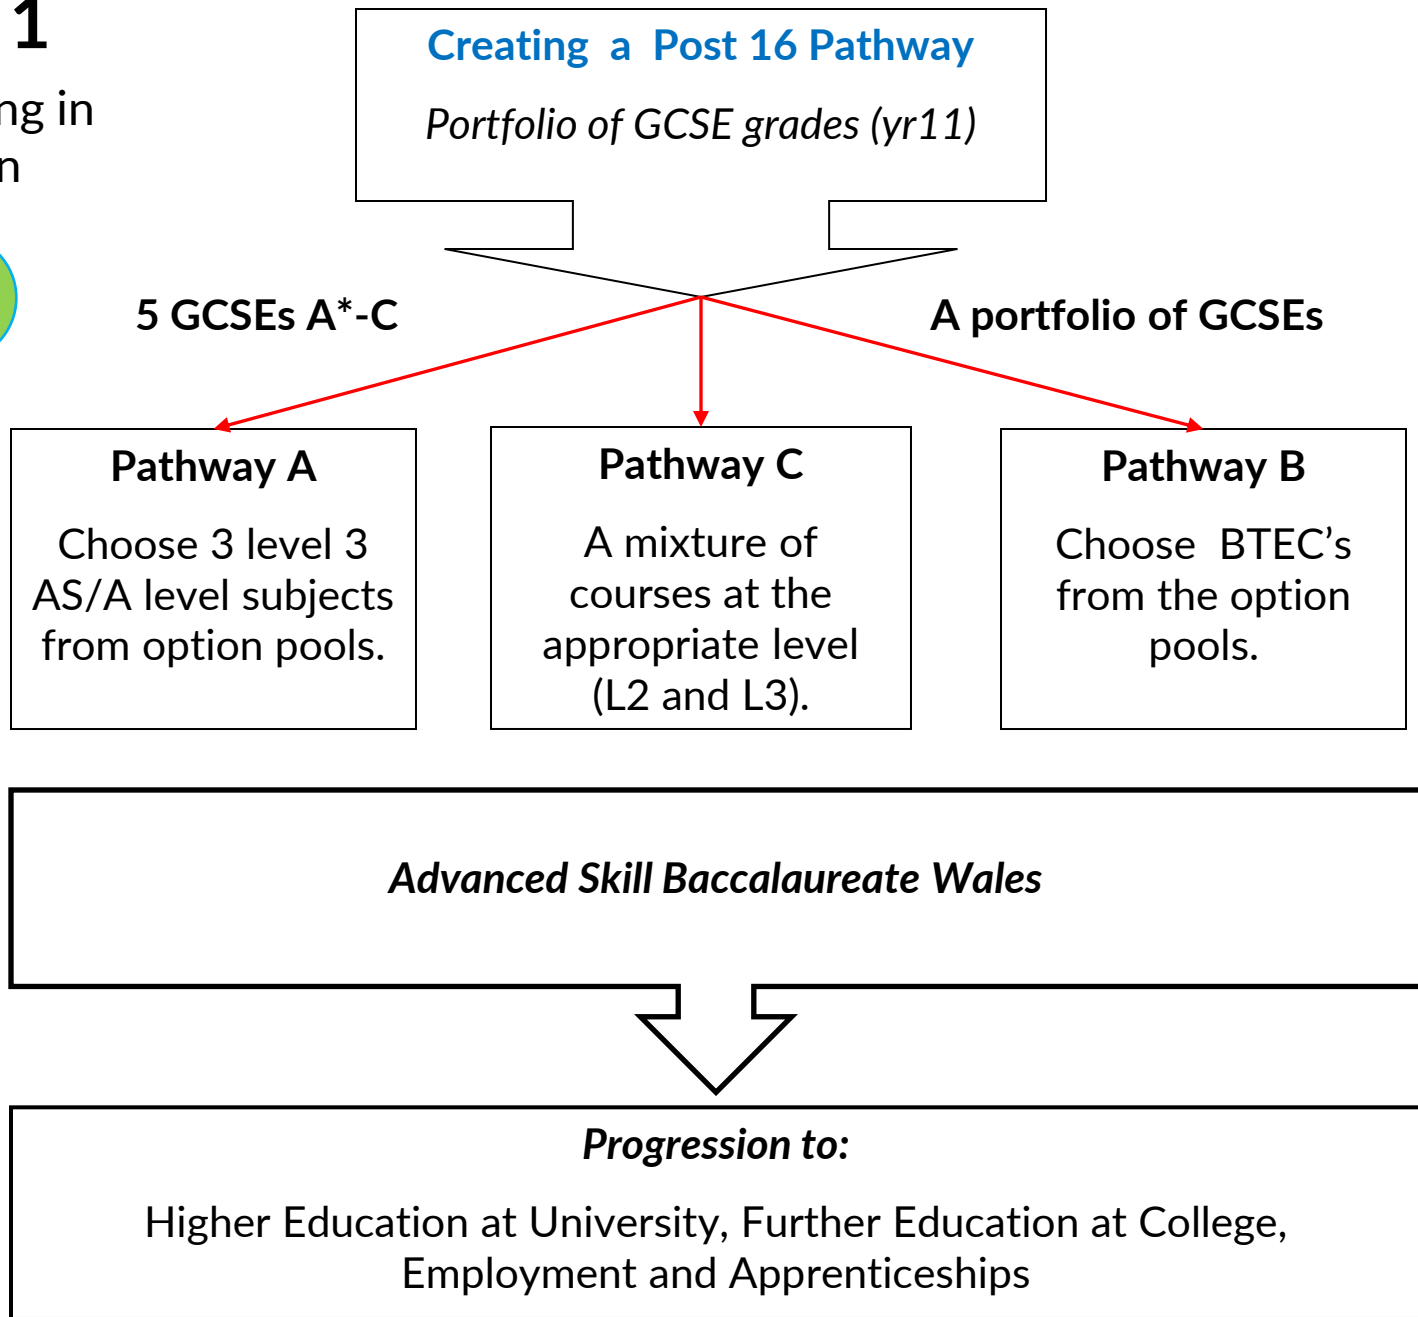 1
ng in
n
Creating a Post 16 Pathway
Portfolio of GCSE grades (yr11)
5 GCSEs A*-C
A portfolio of GCSEs
Pathway A
Choose 3 level 3
AS/A level subjects
from option pools.
Pathway C
A mixture of
courses at the
appropriate level
(L2 and L3).
Pathway B
Choose BTEC’s
from the option
pools.
Advanced Skill Baccalaureate Wales
Progression to:
Higher Education at University, Further Education at College,
Employment and Apprenticeships